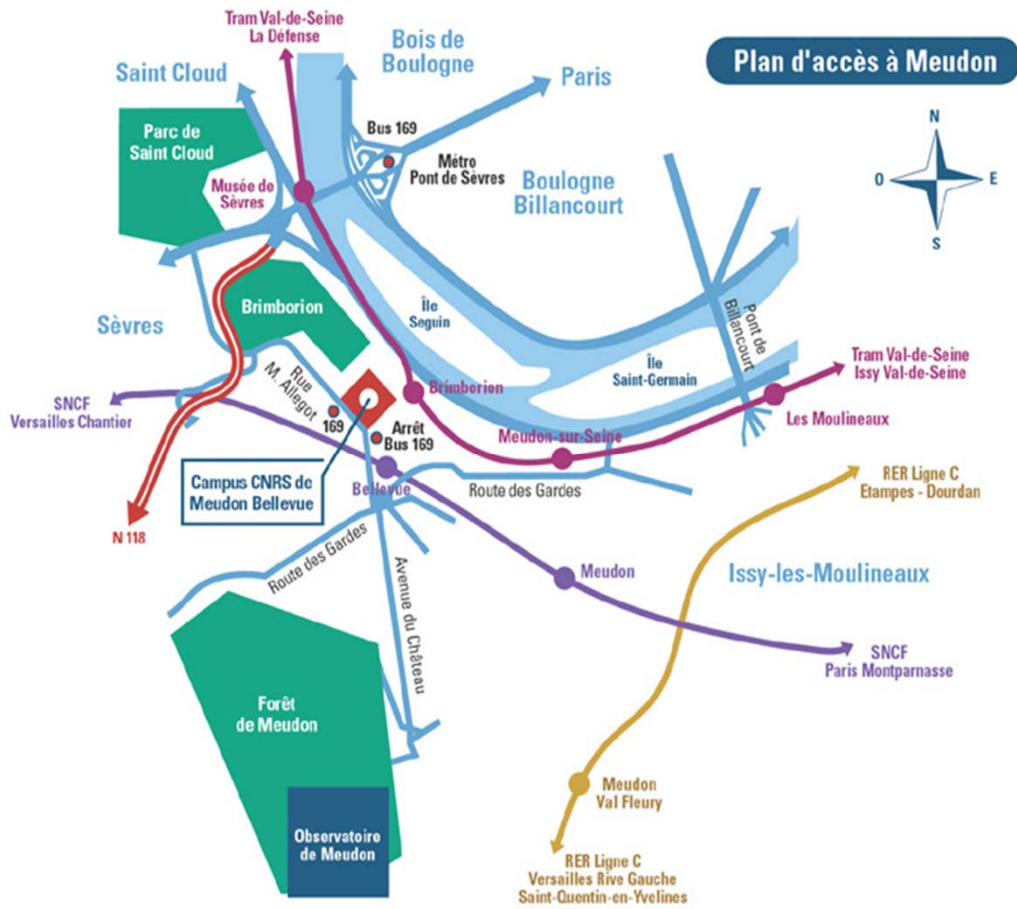 Tram Val-de-Seine
La Défense
Bois de
Boulogne
Plan d'accès à Meudon
Saint Cloud
Paris
Bus 169
N
O
E
S
Parc de
Saint Cloud
Métro
Pont de Sèvres
Musée de
Sèvres
Boulogne
Billancourt
Brimborion
Île
Seguin
Sèvres
Pont de
Billancourt
Île
Saint-Germain
Tram Val-de-Seine
Issy Val-de-Seine
Rue
M. Allegot
Brimborion
SNCF
Versailles Chantier
169
Arrêt
Bus 169
Les Moulineaux
Meudon-sur-Seine
Campus CNRS de
Meudon Bellevue
Bellevue
Route des Gardes
RER Ligne C
Etampes - Dourdan
N 118
Route des Gardes
Avenue du Château
Meudon
Issy-les-Moulineaux
SNCF
Paris Montparnasse
Forêt
de Meudon
Meudon
Val Fleury
Observatoire
de Meudon
RER Ligne C
Versailles Rive Gauche
Saint-Quentin-en-Yvelines